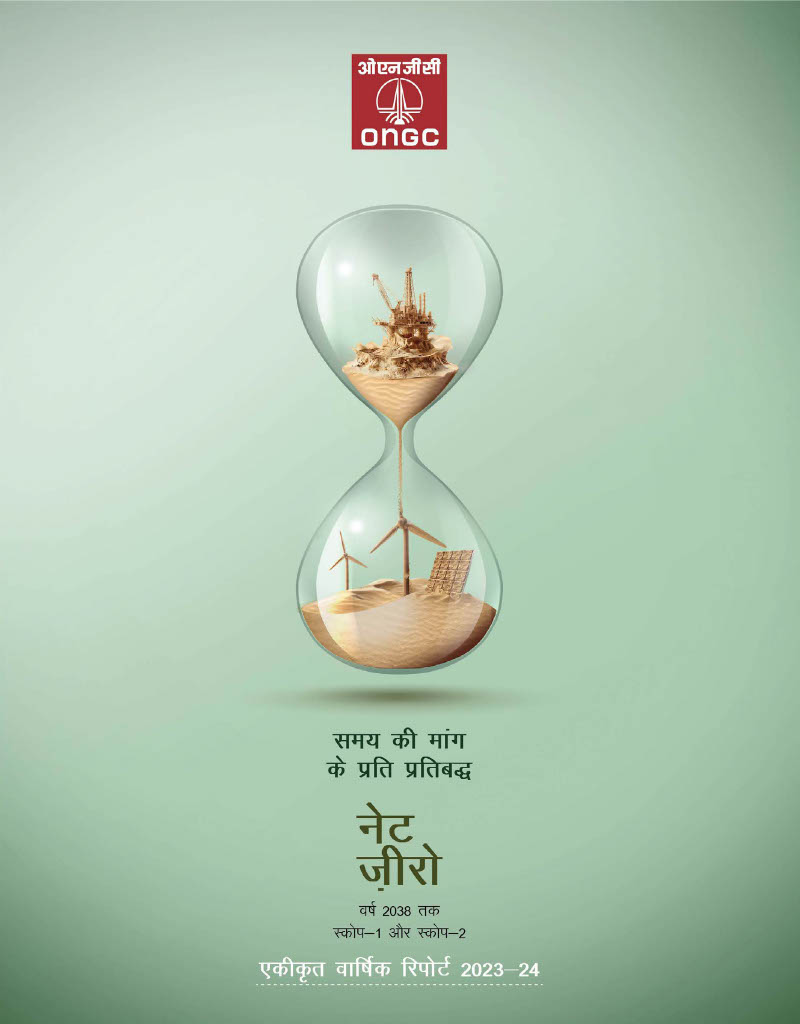 ओएनजीसी
ONGC
समय की मांग
के प्रति प्रतिबद्ध
नेट
ज़ीरो
वर्ष 2038 तक
स्कोप–1 और स्कोप–2
एकीकृत वार्षिक रिपोर्ट 2023–24